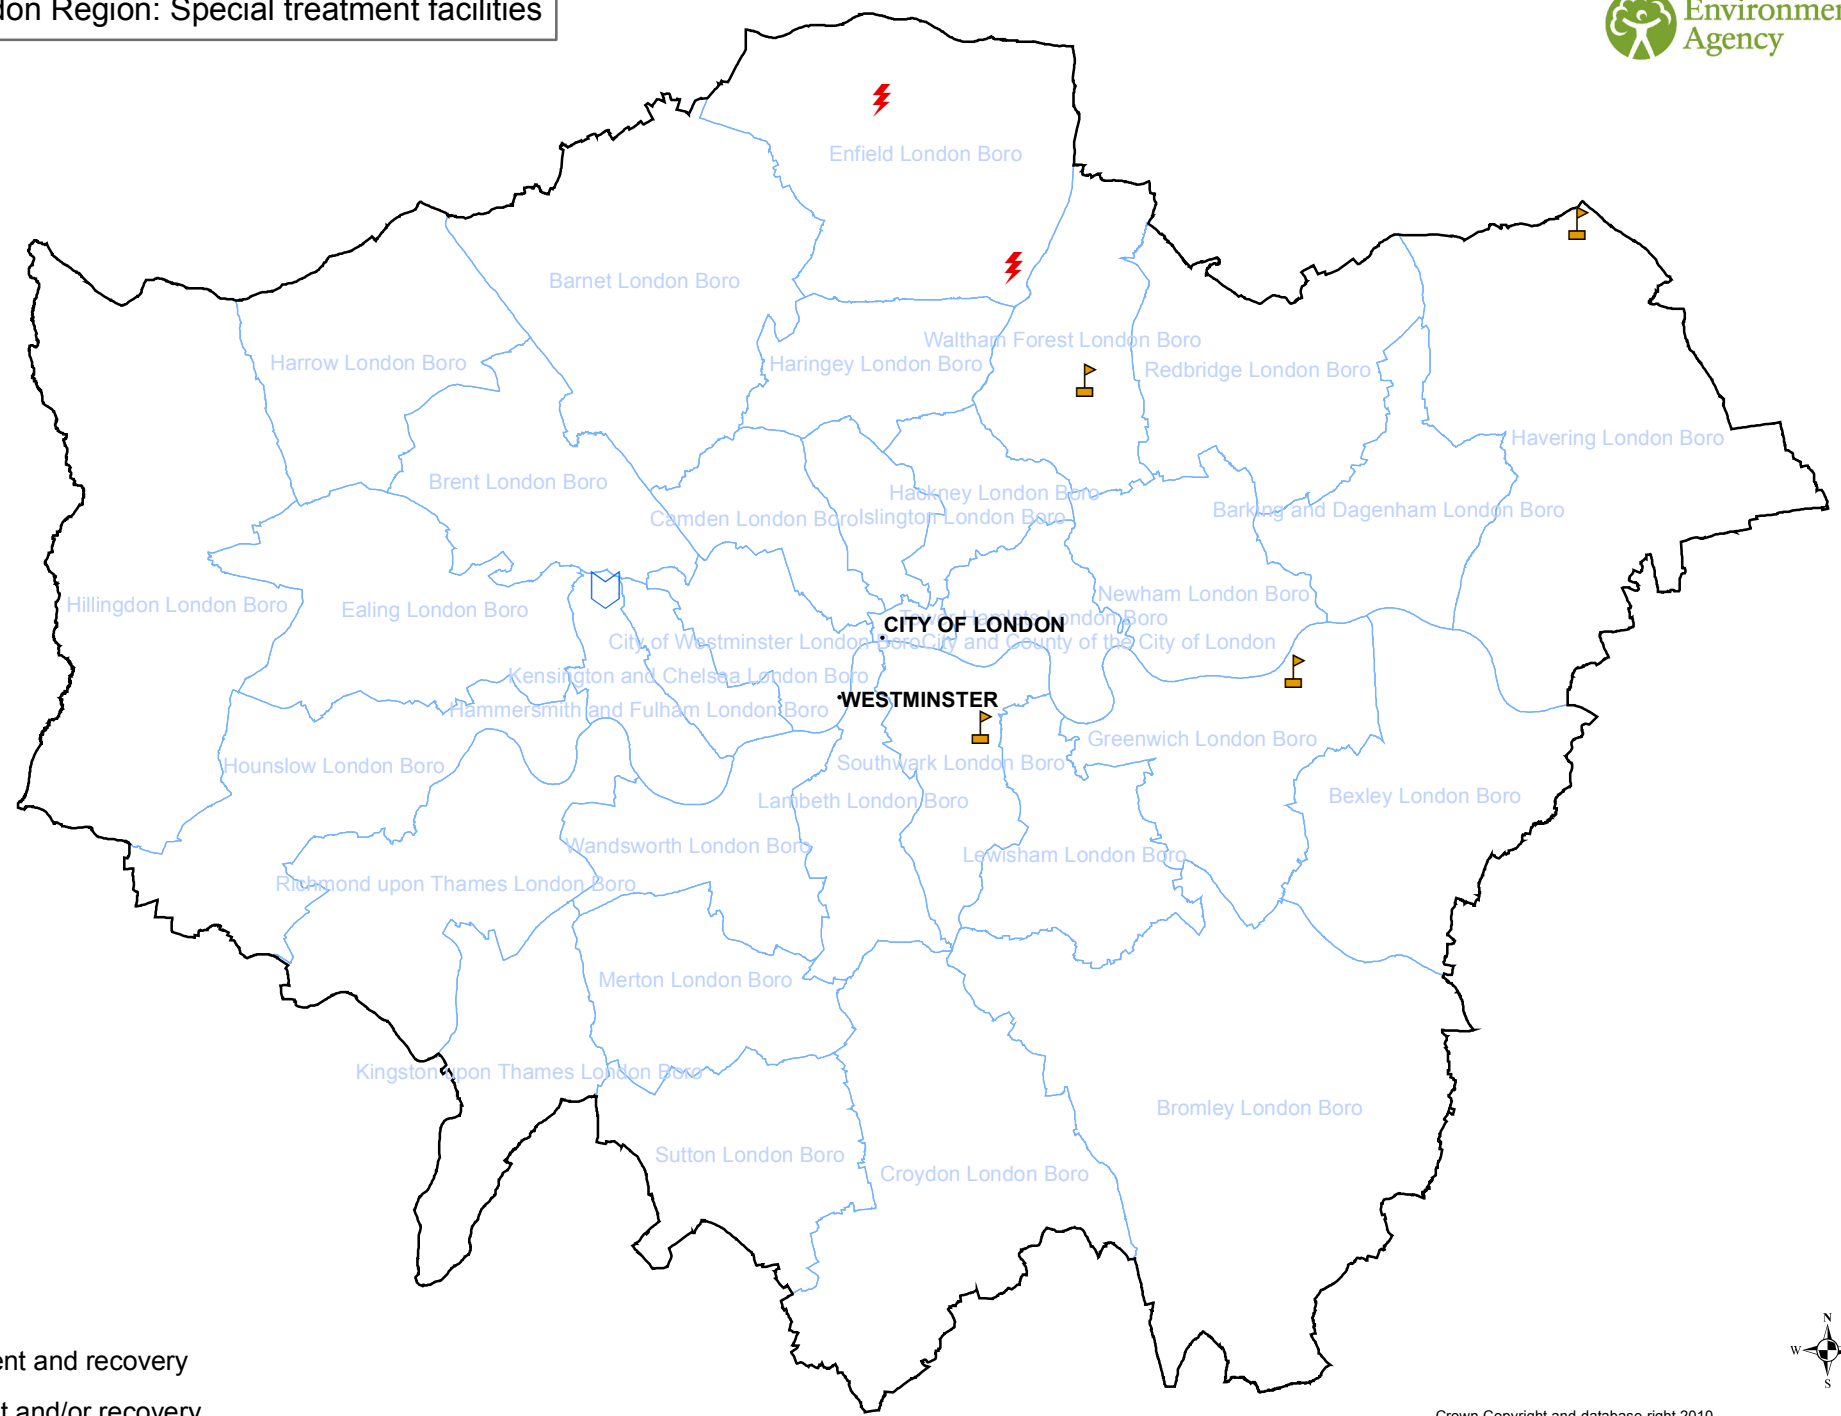 don Region: Special treatment facilities
Environmen
Agency
Enfield London Boro
Barnet London Boro
Waltham Forest London Boro
Harrow London Boro
Haringey London Boro
Redbridge London Boro
Havering London Boro
Brent London Boro
Hackney London Boro
Camden London Boro
Islington London Boro
Barking and Dagenham London Boro
Newham London Boro
Hillingdon London Boro
Ealing London Boro
Tower Hamlets London Boro
CITY OF LONDON
City of Westminster London Boro
City and County of the City of London
Kensington and Chelsea London Boro
WESTMINSTER
Hammersmith and Fulham London Boro
Greenwich London Boro
Hounslow London Boro
Southwark London Boro
Lambeth London Boro
Bexley London Boro
Wandsworth London Boro
Lewisham London Boro
Richmond upon Thames London Boro
Merton London Boro
Kingston upon Thames London Boro
Bromley London Boro
Sutton London Boro
Croydon London Boro
N
W
S
ent and recovery
t and/or recovery
Crown Copyright and database right 2010